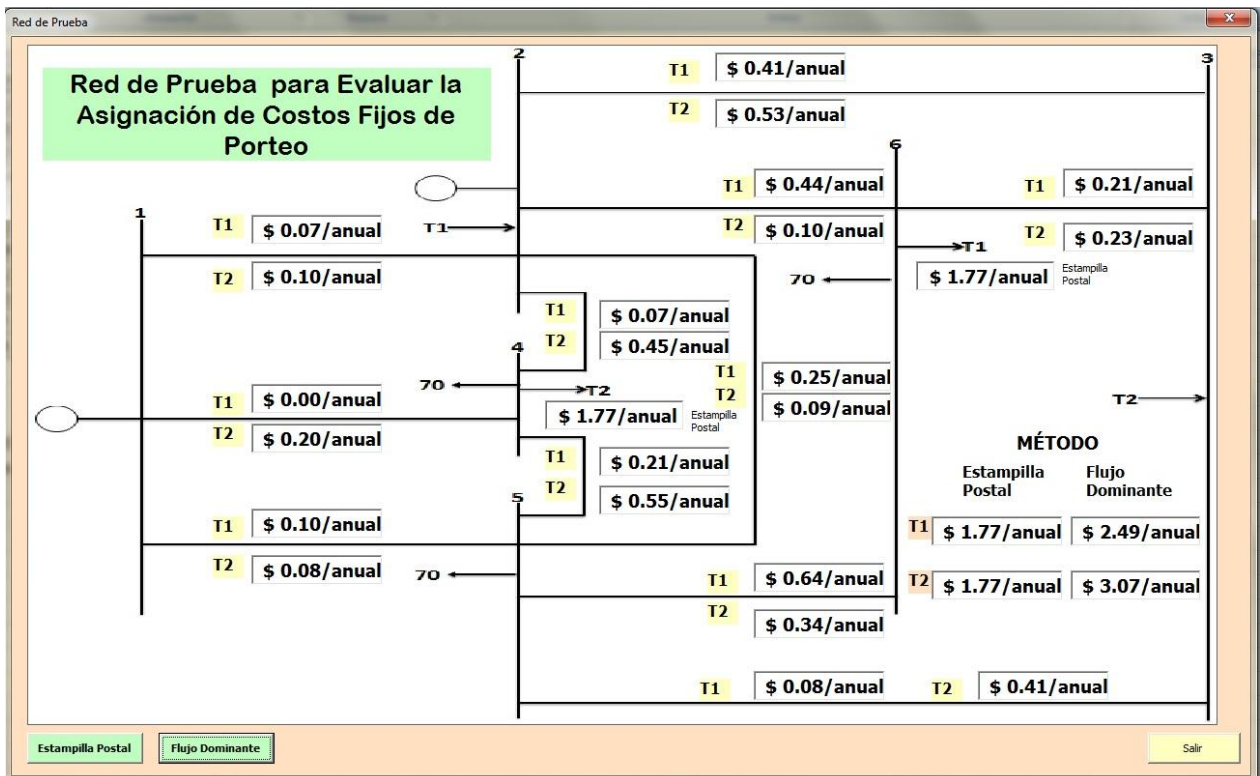 Red de Prueba
x
Red de Prueba para Evaluar la
Asignación de Costos Fijos de
Porteo
2
T1 $ 0.41/anual
3
T2 $ 0.53/anual
6
T1 $ 0.44/anual
T1 $ 0.21/anual
1
T1 $ 0.07/anual
T1
T2 $ 0.10/anual
T1
T2 $ 0.23/anual
T2 $ 0.10/anual
70
$ 1.77/anual Estampilla
Postal
T1 $ 0.07/anual
T2 $ 0.45/anual
4
70
T1 $ 0.25/anual
T2 $ 0.09/anual
T1 $ 0.00/anual
T2
T2
$ 1.77/anual Estampilla
Postal
T2 $ 0.20/anual
MÉTODO
Estampilla Flujo
Postal Dominante
T1 $ 0.21/anual
T2 $ 0.55/anual
5
T1 $ 0.10/anual
T1 $ 1.77/anual $ 2.49/anual
T2 $ 0.08/anual
70
T1 $ 0.64/anual
T2 $ 1.77/anual $ 3.07/anual
T2 $ 0.34/anual
T1 $ 0.08/anual T2 $ 0.41/anual
Estampilla Postal Flujo Dominante Salir